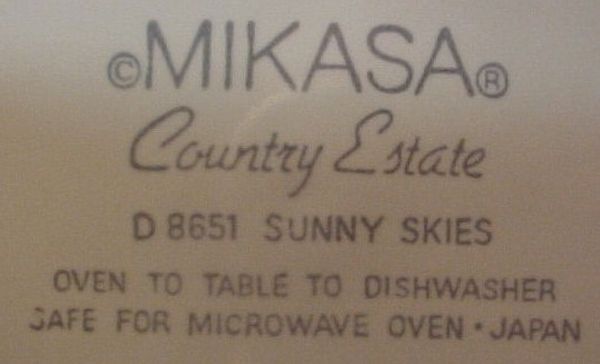 ©MIKASA®
Country Estate
D 8651 SUNNY SKIES
OVEN TO TABLE TO DISHWASHER
SAFE FOR MICROWAVE OVEN • JAPAN